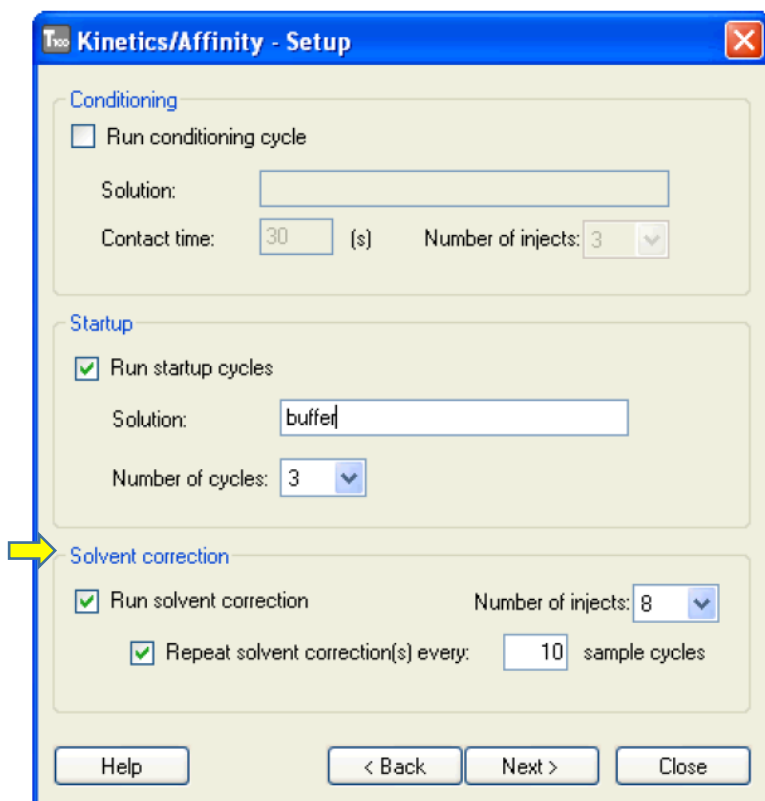 T100 Kinetics/Affinity - Setup
Conditioning
Run conditioning cycle
Solution:
Contact time: 30 (s) Number of injects: 3
Startup
Run startup cycles
Solution: buffer
Number of cycles: 3
Solvent correction
Run solvent correction Number of injects: 8
Repeat solvent correction(s) every: 10 sample cycles
Help < Back Next > Close